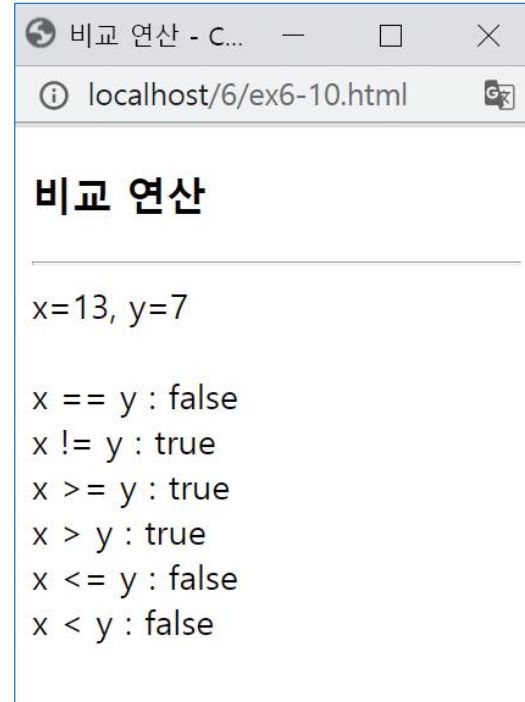 비교 연산 - C...
localhost/6/ex6-10.html
비교 연산
x=13, y=7
x == y : false
x != y : true
x >= y : true
x > y : true
x <= y : false
x < y : false